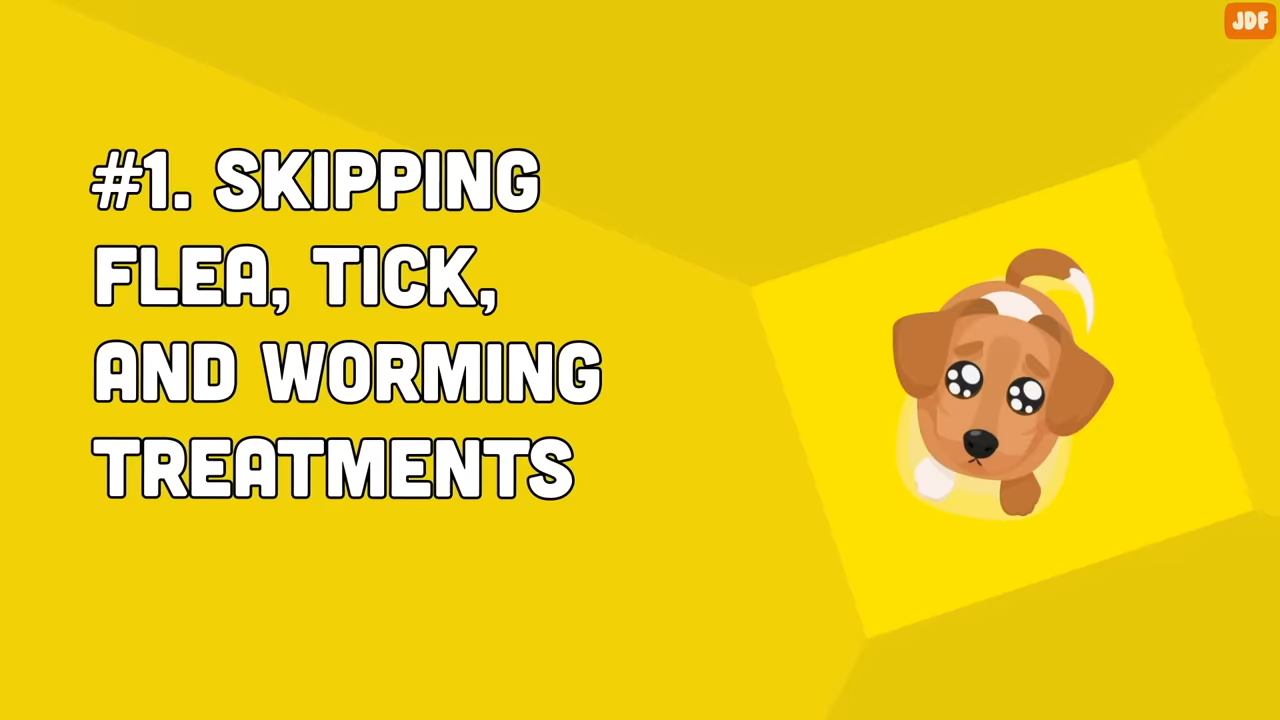 JDF
#1. SKIPPING
FLEA, TICK,
AND WORMING
TREATMENTS